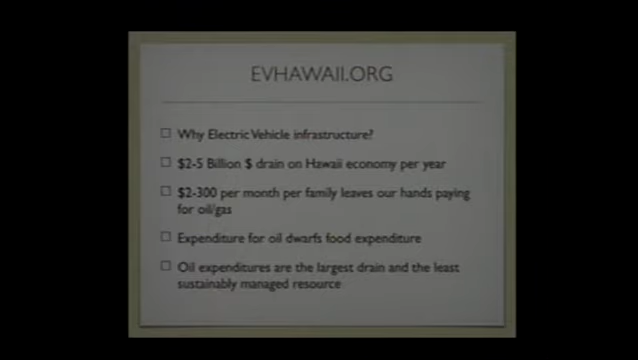 EVHAWAII.ORG
Why Electric Vehicle infrastructure?
$2-5 Billion $ drain on Hawaii economy per year
$2-300 per month per family leaves our hands paying
for oil/gas
Expenditure for oil dwarfs food expenditure
Oil expenditures are the largest drain and the least
sustainably managed resource